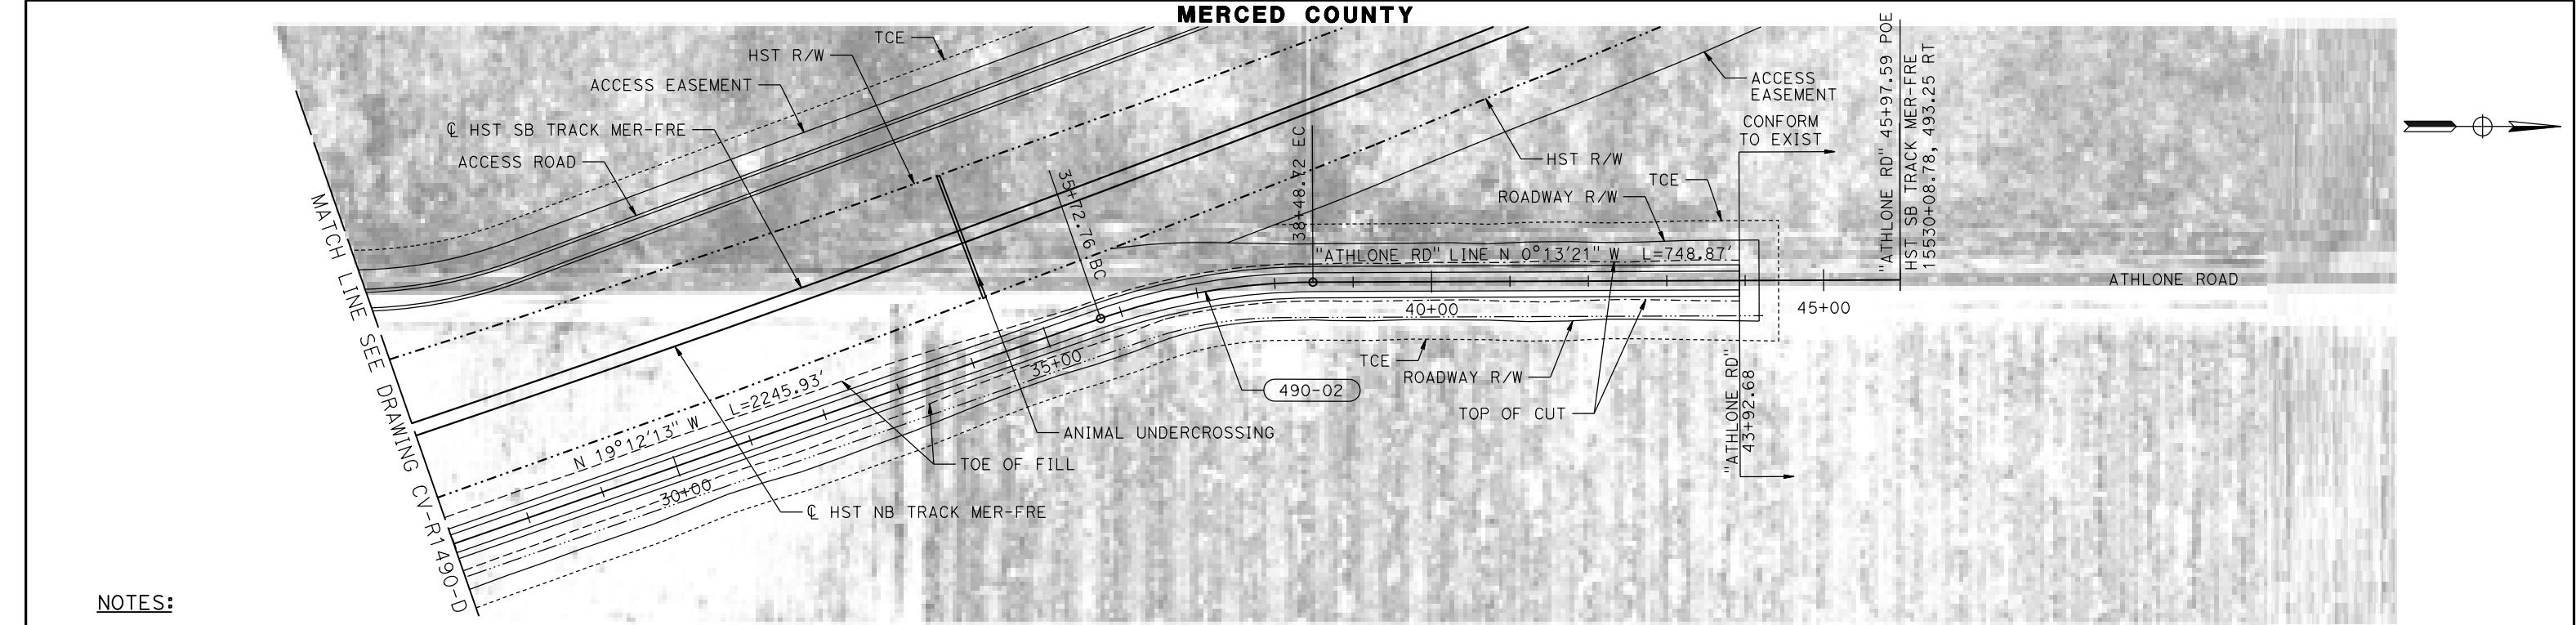 MERCED COUNTY
TCE
HST R/W
ACCESS EASEMENT
℄ HST SB TRACK MER-FRE
ACCESS ROAD
MATCH LINE SEE DRAWING CV-R1490-D
35+72.76 BC
38+48.72 EC
"ATHLONE RD" LINE N 0°13'21" W L=748.87'
HST R/W
ROADWAY R/W
TCE
ACCESS
EASEMENT
CONFORM
TO EXIST
"ATHLONE RD" 45+97.59 POE
HST SB TRACK MER-FRE
15530+08.78, 493.25 RT
ATHLONE ROAD
40+00
45+00
35+00
30+00
N 19°12'13" W L=2245.93'
TCE
ROADWAY R/W
490-02
TOP OF CUT
"ATHLONE RD"
43+92.68
ANIMAL UNDERCROSSING
TOE OF FILL
℄ HST NB TRACK MER-FRE
NOTES: